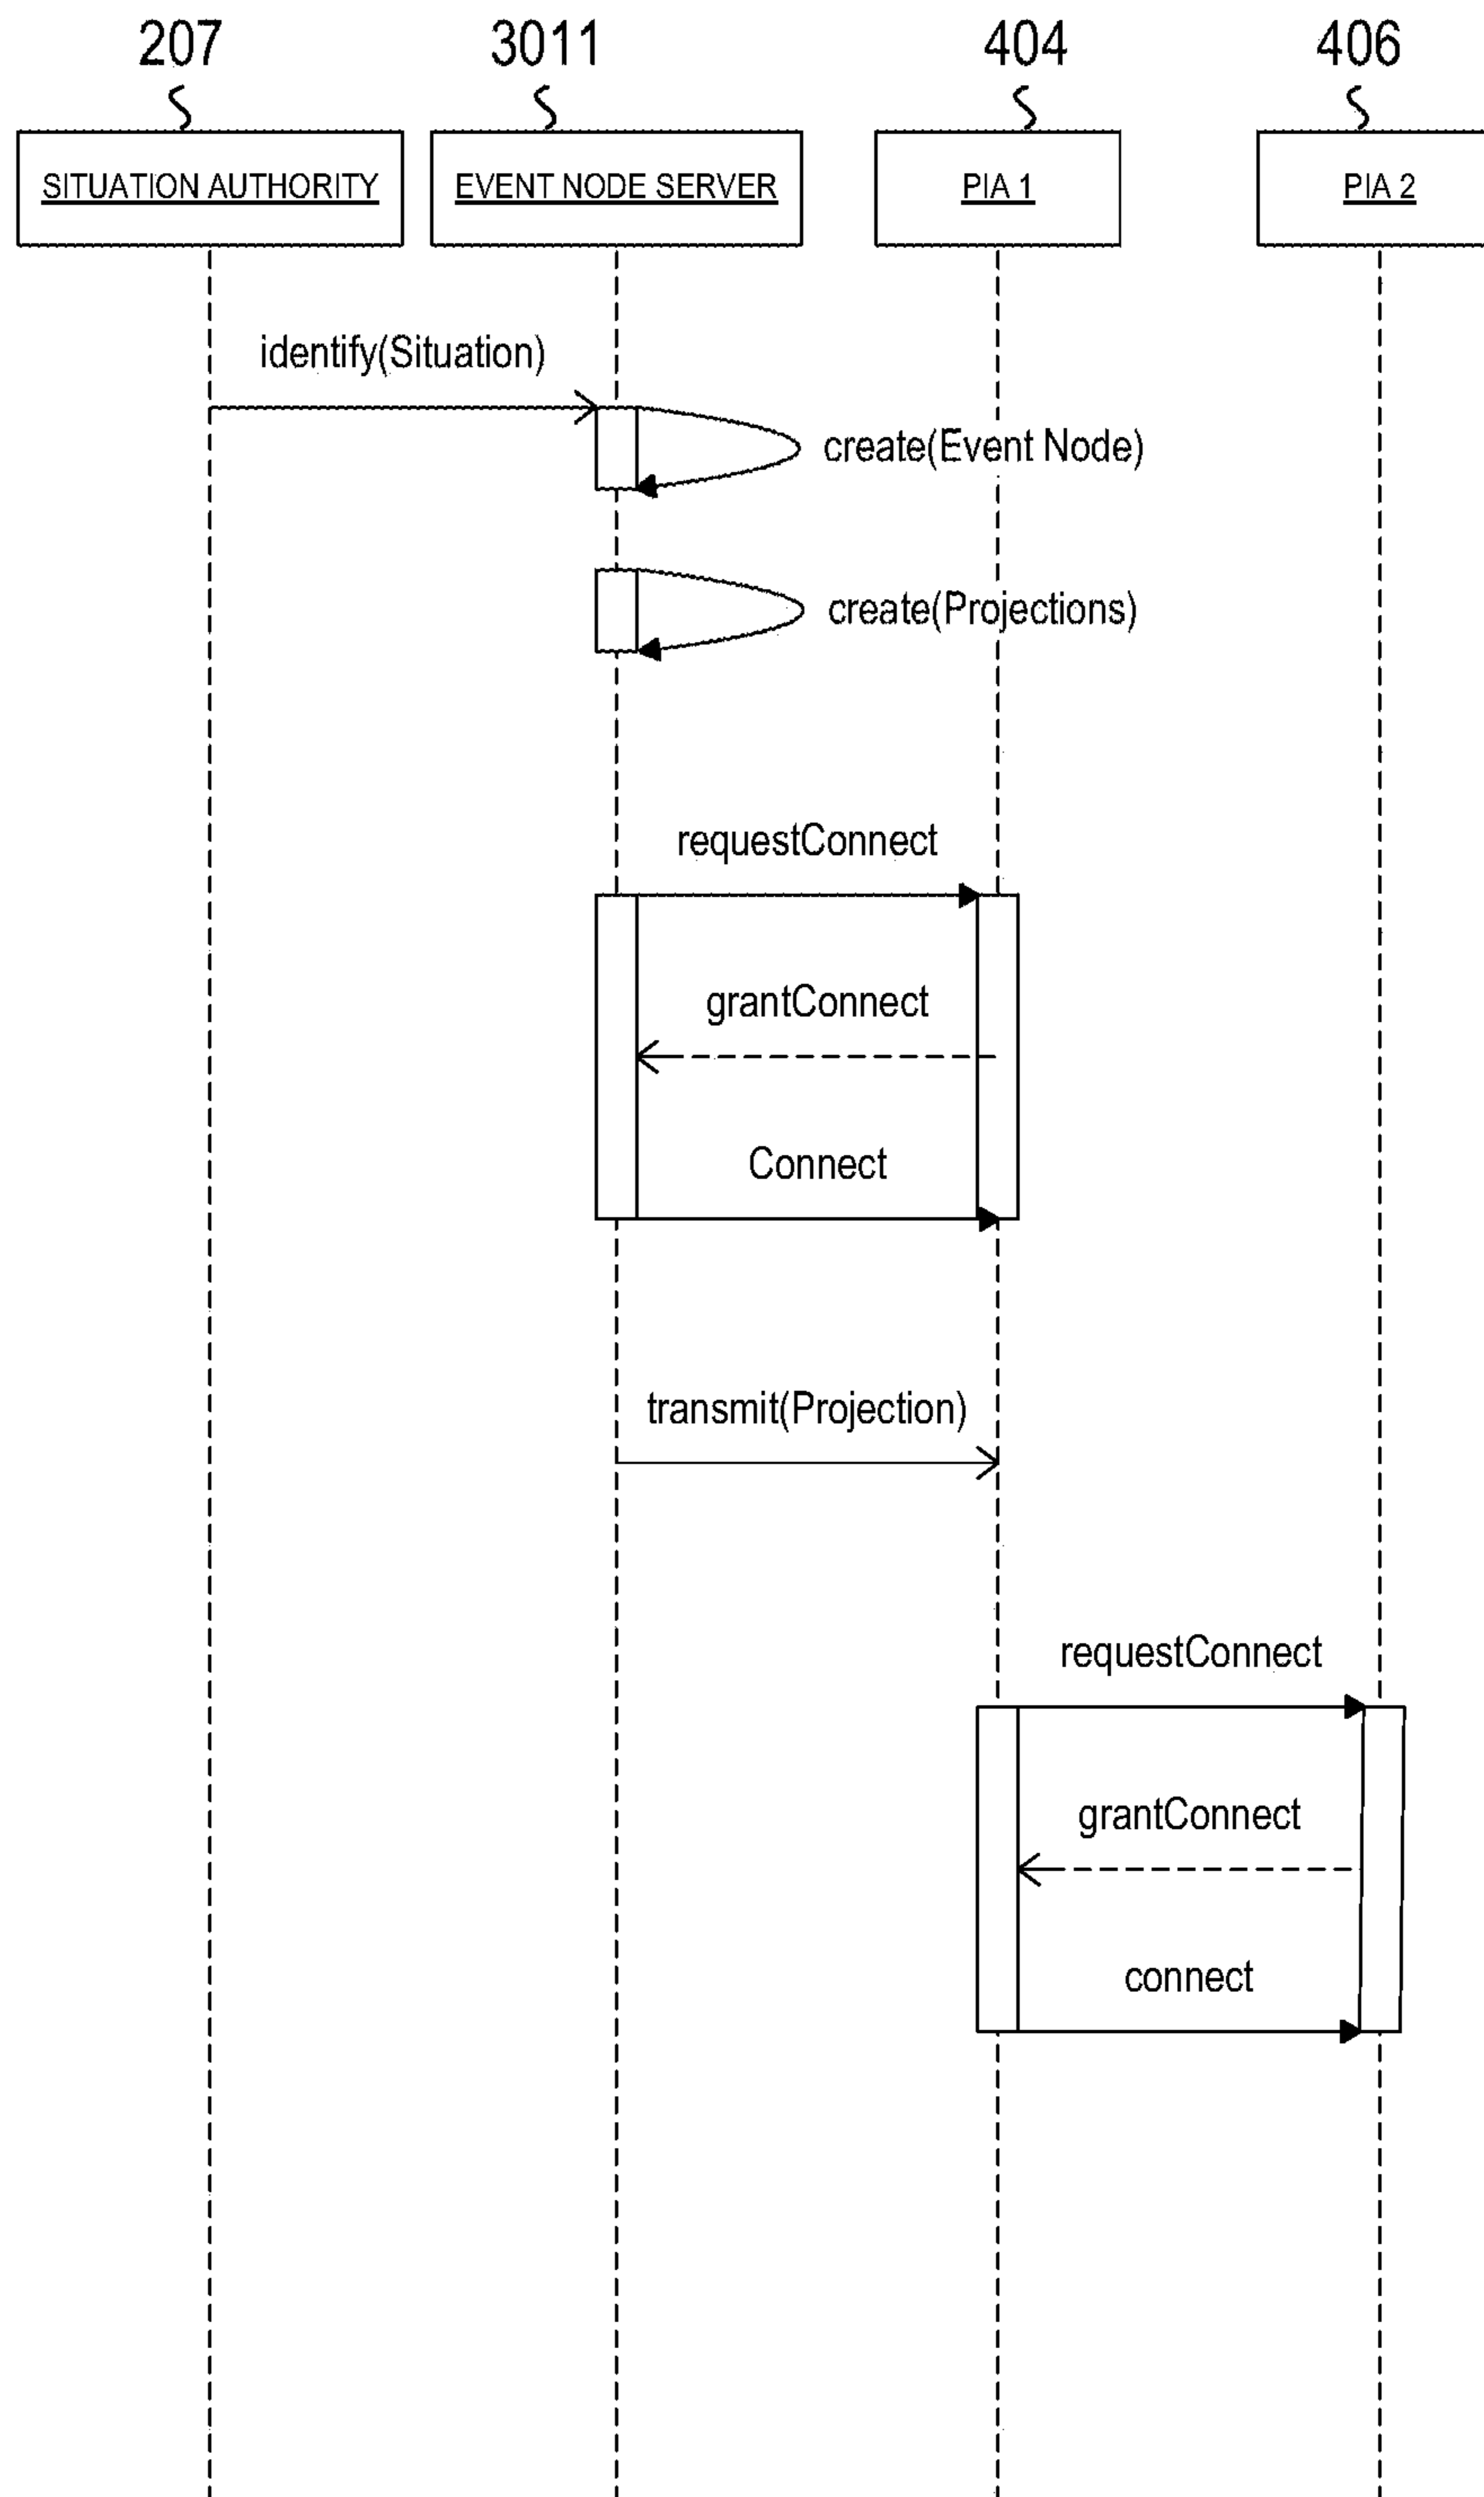 207
3011
404
406
SITUATION AUTHORITY
EVENT NODE SERVER
PIA 1
PIA 2
identify(Situation)
create(Event Node)
create(Projections)
requestConnect
grantConnect
Connect
transmit(Projection)
requestConnect
grantConnect
connect